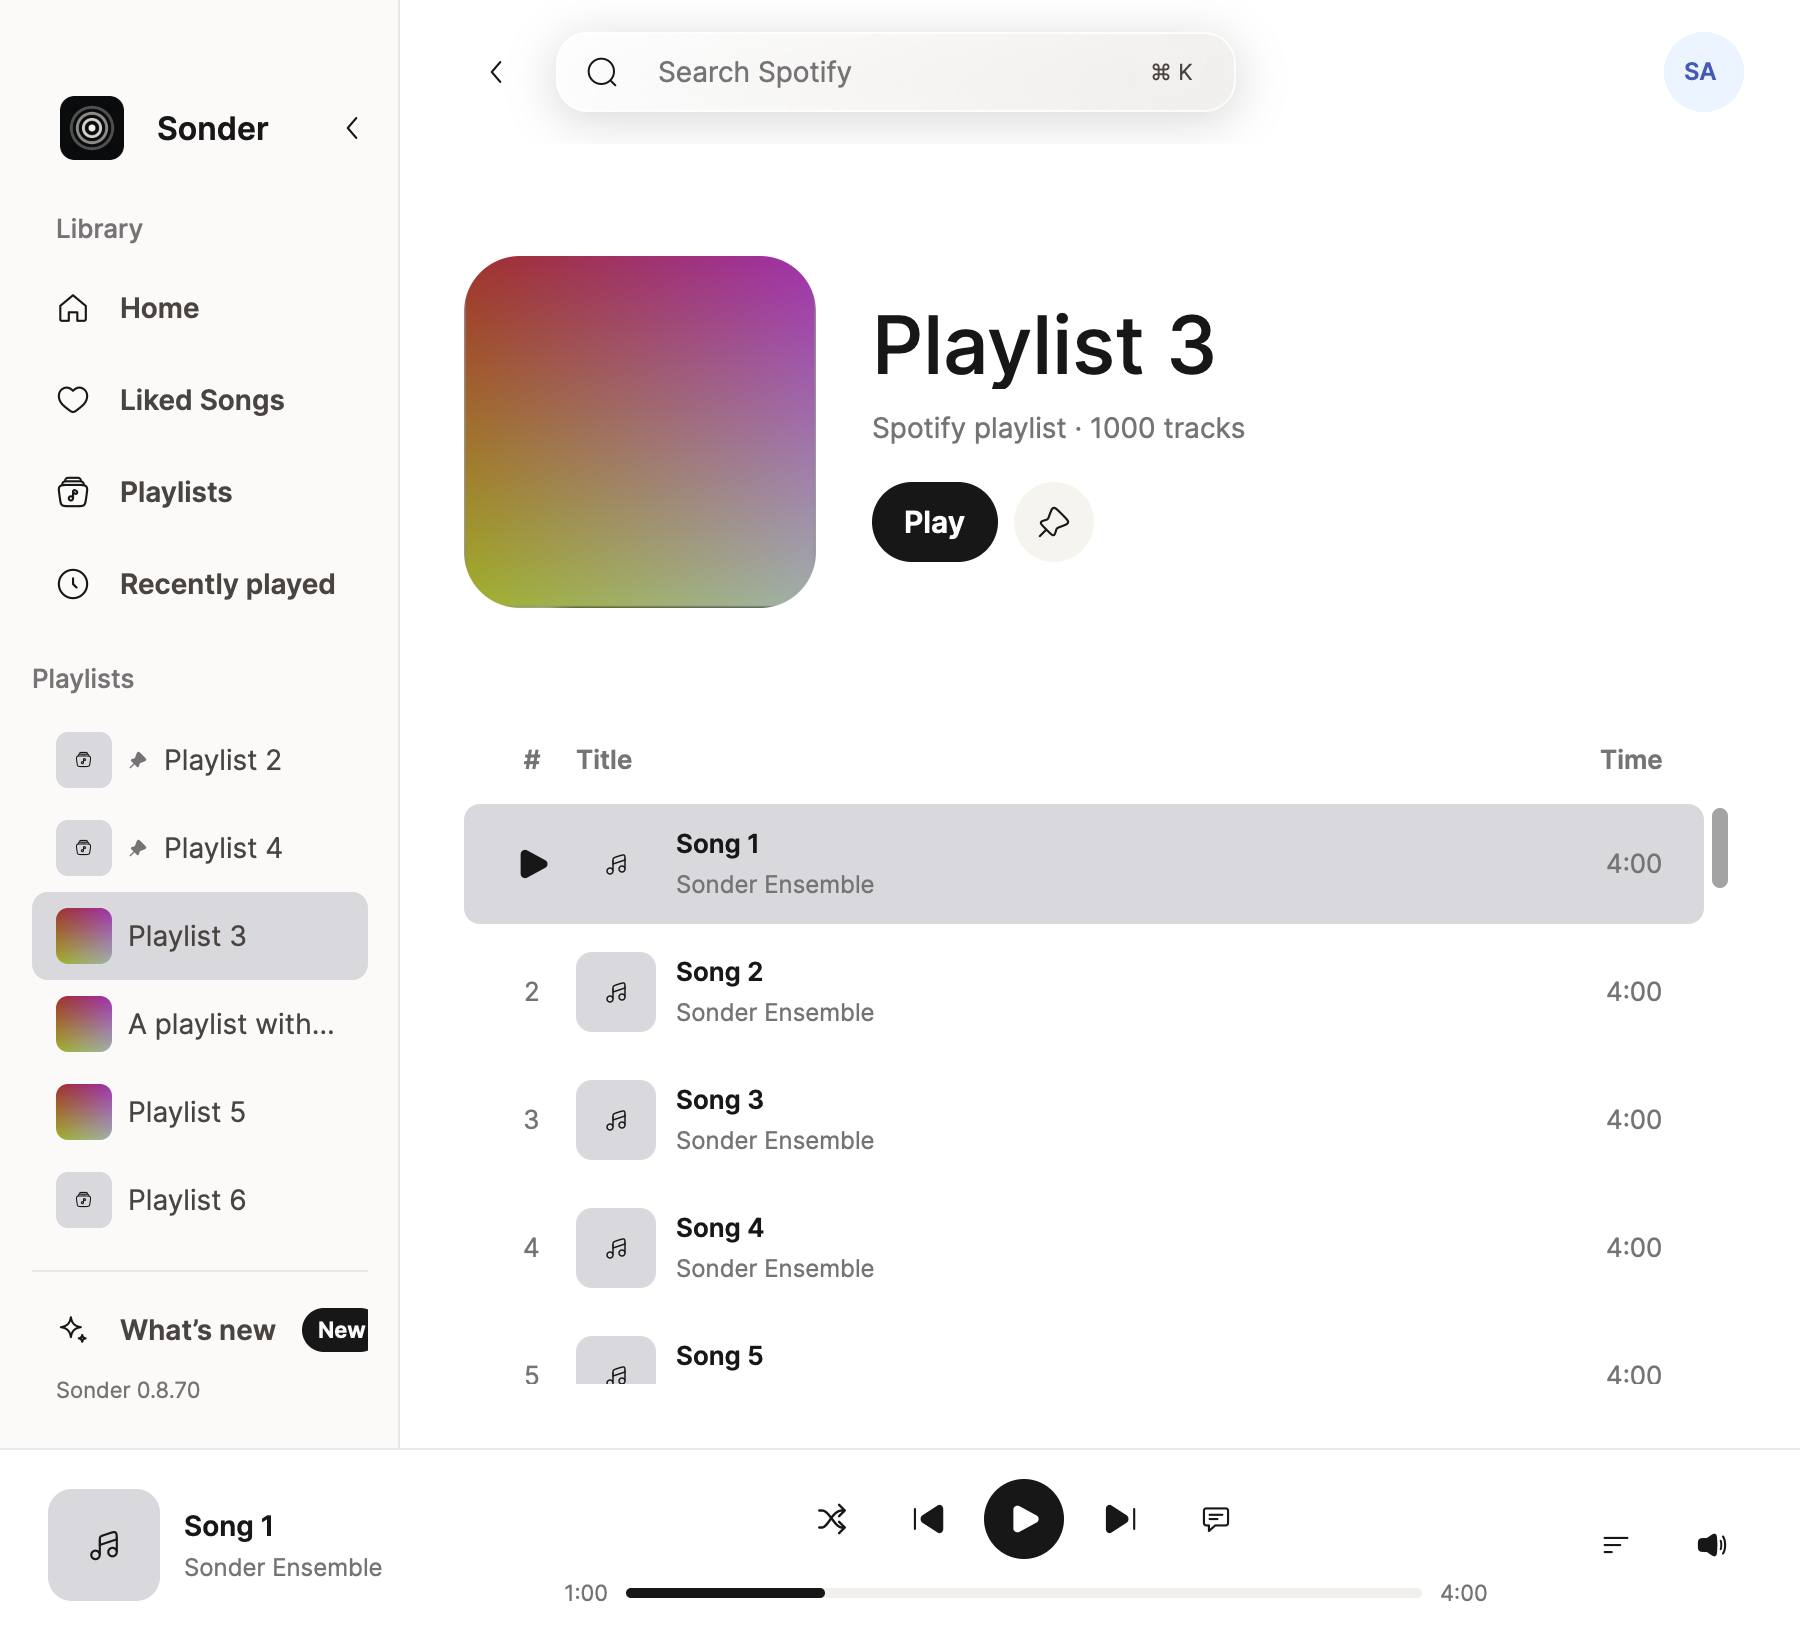 Sonder
Library
Home
Liked Songs
Playlists
Recently played
Playlists
Playlist 2
Playlist 4
Playlist 3
A playlist with...
Playlist 5
Playlist 6
What's new New
Sonder 0.8.70
Search Spotify ⌘ K
SA
Playlist 3
Spotify playlist · 1000 tracks
Play
# Title Time
Song 1
Sonder Ensemble
4:00
2
Song 2
Sonder Ensemble
4:00
3
Song 3
Sonder Ensemble
4:00
4
Song 4
Sonder Ensemble
4:00
5
Song 5
4:00
Song 1
Sonder Ensemble
1:00 4:00